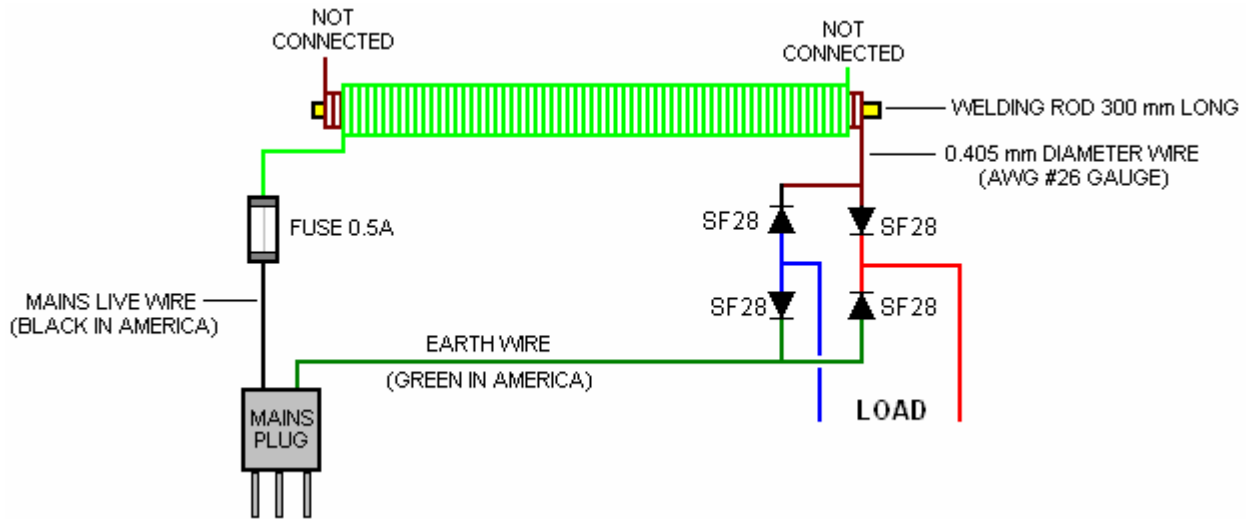 NOT
CONNECTED
NOT
CONNECTED
WELDING ROD 300 mm LONG
0.405 mm DIAMETER WIRE
(AWG #26 GAUGE)
SF28
SF28
FUSE 0.5A
MAINS LIVE WIRE
(BLACK IN AMERICA)
SF28
SF28
EARTH WIRE
(GREEN IN AMERICA)
LOAD
MAINS
PLUG